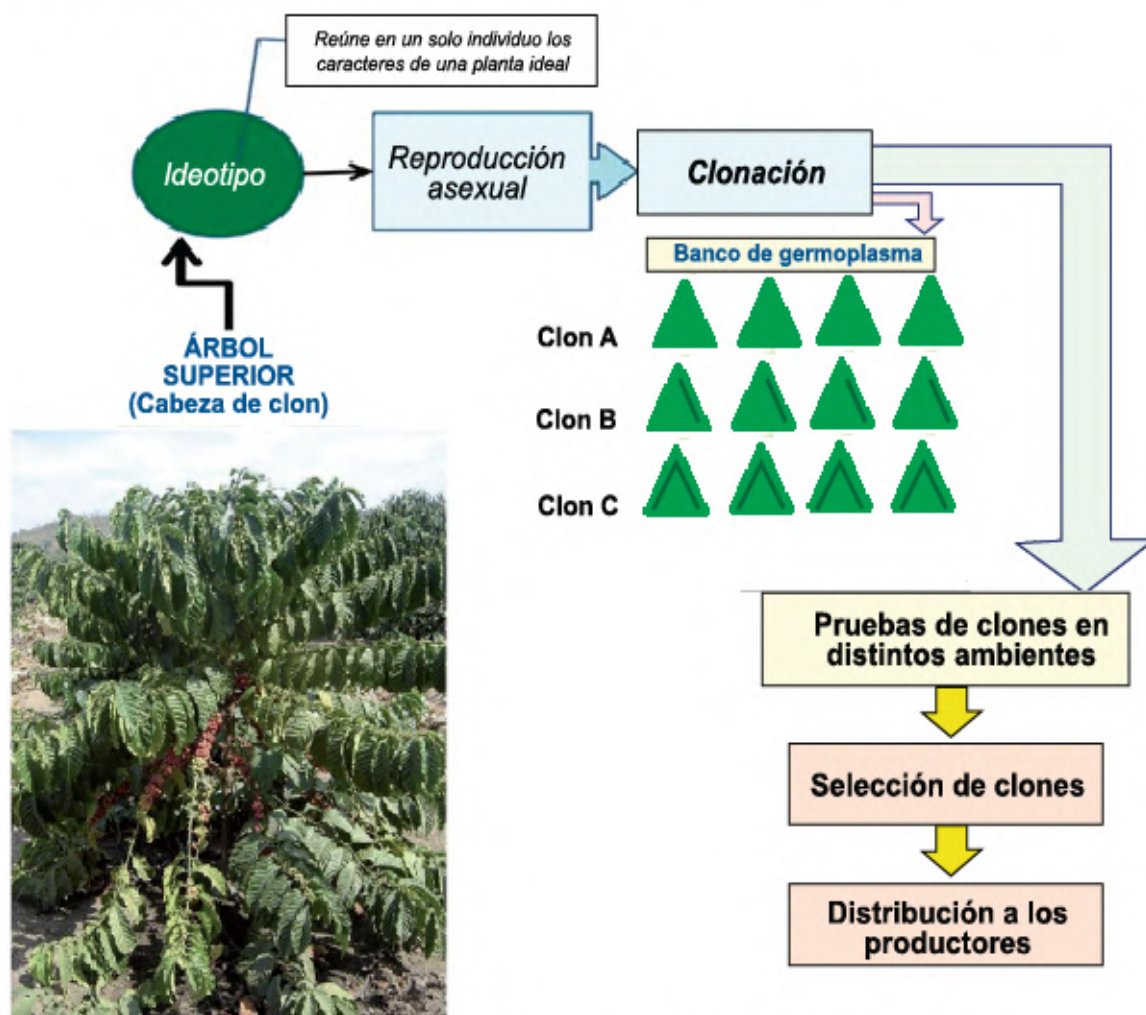 Reúne en un solo individuo los
caracteres de una planta ideal
Ideotipo
Reproducción
asexual
Clonación
Banco de germoplasma
ÁRBOL
SUPERIOR
(Cabeza de clon)
Clon A
Clon B
Clon C
Pruebas de clones en
distintos ambientes
Selección de clones
Distribución a los
productores